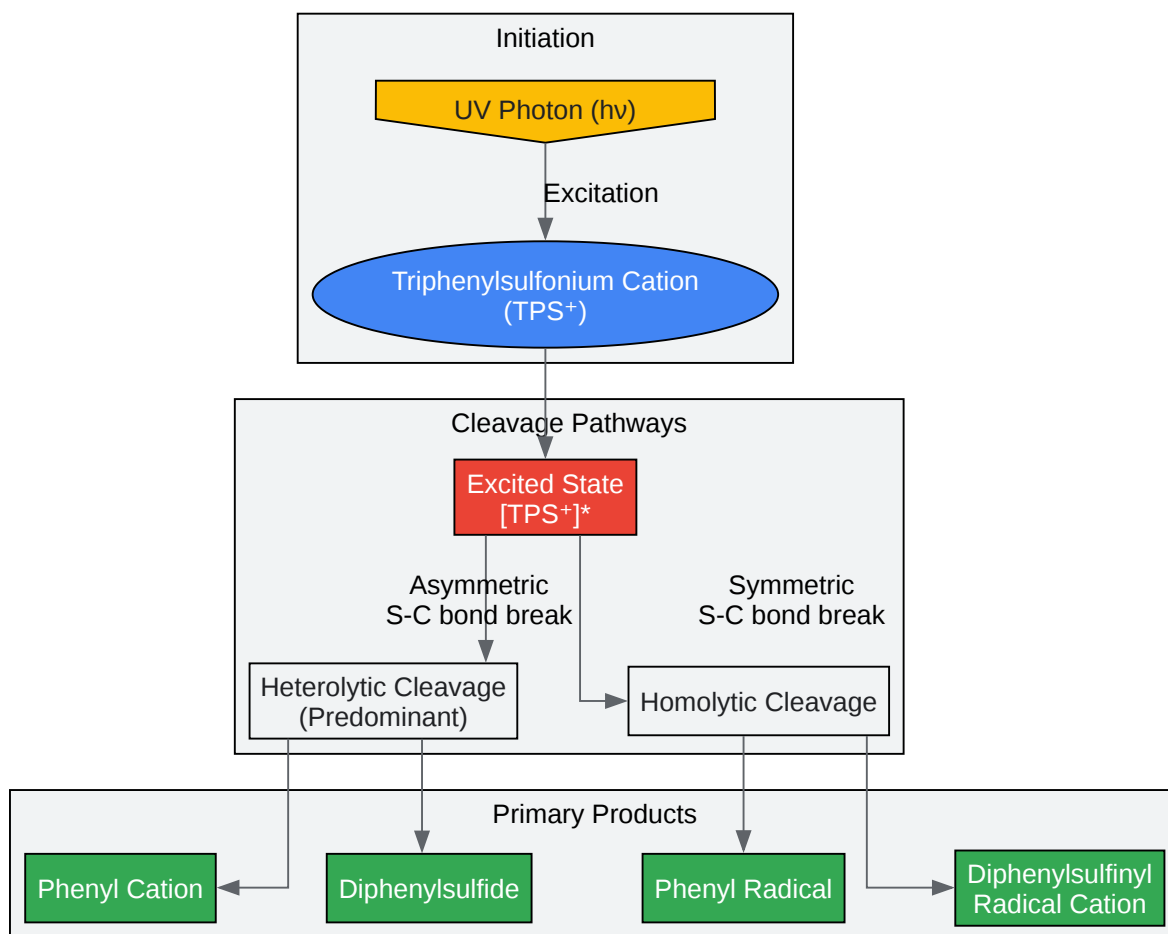 Initiation
UV Photon (hν)
Excitation
Triphenylsulfonium Cation
(TPS⁺)
Cleavage Pathways
Excited State
[TPS⁺]*
Asymmetric
S-C bond break
Symmetric
S-C bond break
Heterolytic Cleavage
(Predominant)
Homolytic Cleavage
Primary Products
Phenyl Cation
Diphenylsulfide
Phenyl Radical
Diphenylsulfinyl
Radical Cation